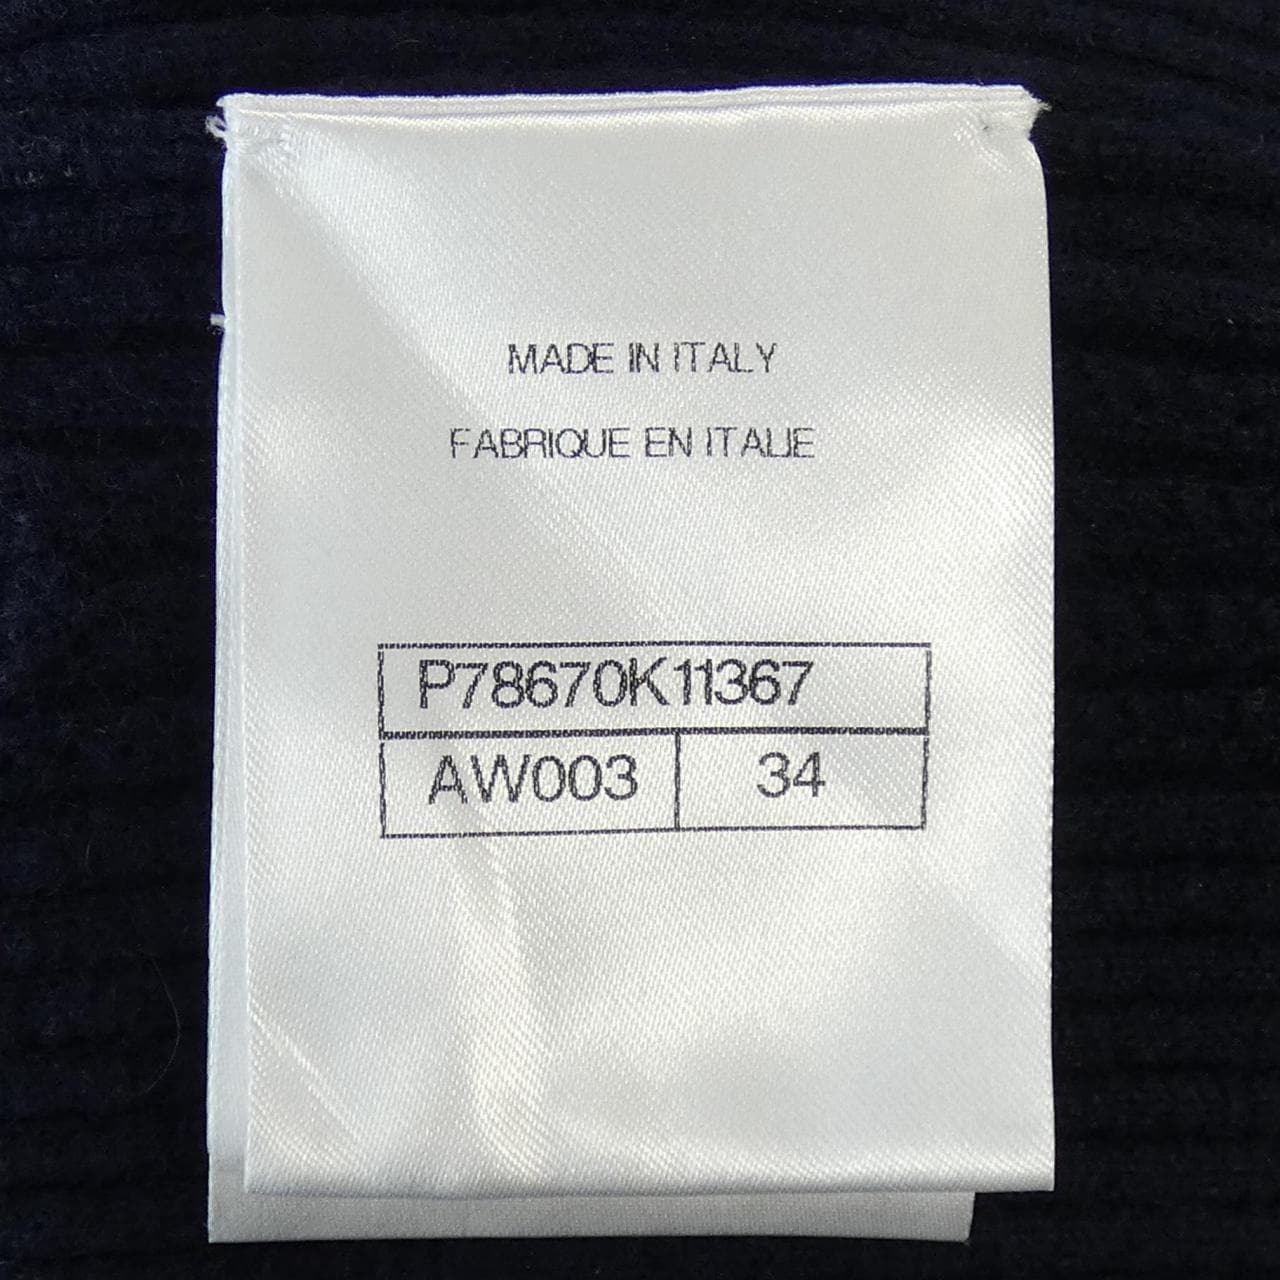 MADE IN ITALY
FABRIQUE EN ITALIE
P78670K11367
AW003 34